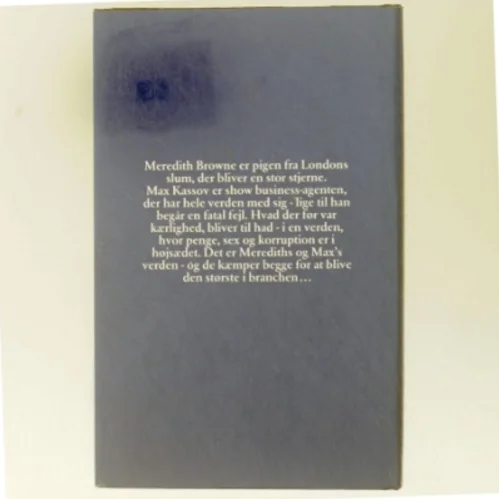 Meredith Browne er pigen fra Londons
slum, der bliver en stor stjerne.
Max Kassov er show business-agenten,
der har hele verden med sig - lige til han
begår en fatal fejl. Hvad der før var
kærlighed, bliver til had - i en verden,
hvor penge, sex og korruption er i
højsædet. Det er Merediths og Max's
verden - og de kæmper begge for at blive
den største i branchen...